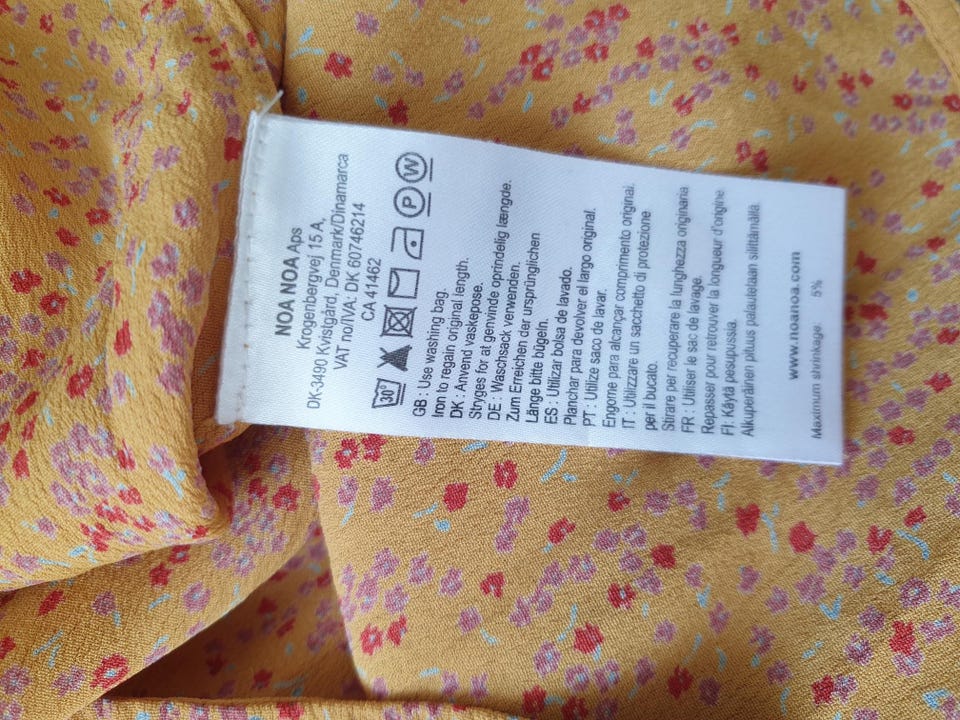 NOA NOA Aps
Krogenbergvej 15 A,
DK-3490 Kvistgård, Denmark/Dinamarca
VAT no/IVA: DK 60746214
CA 41462
30° P W
GB : Use washing bag.
Iron to regain original length.
DK : Anvend vaskepose.
Stryges for at genvinde oprindelig længde.
DE : Waschsack verwenden.
Zum Erreichen der ursprünglichen
Länge bitte bügeln.
ES : Utilizar bolsa de lavado.
Planchar para devolver el largo original.
PT : Utilize saco de lavar.
Engome para alcançar comprimento original.
IT : Utilizzare un sacchetto di protezione
per il bucato.
Stirare per recuperare la lunghezza originaria
FR : Utiliser le sac de lavage.
Repasser pour retrouver la longueur d'origine
FI: Käytä pesupussia.
Alkuperäinen pituus palautetaan silittämällä.
www.noanoa.com
Maximum shrinkage: 5%